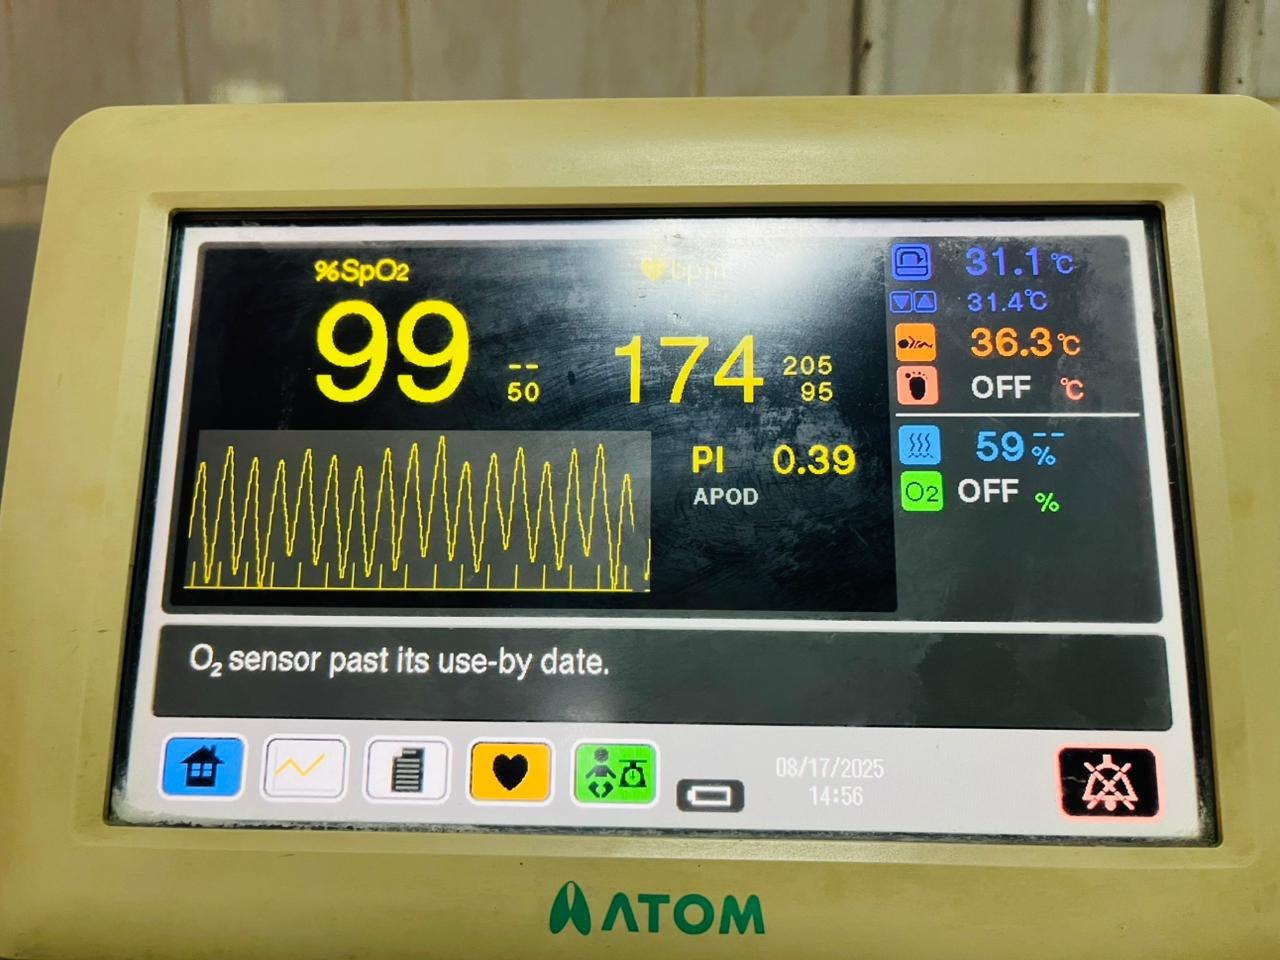 %SpO2
99
--
50
bpm
174
205
95
PI 0.39
APOD
31.1 ℃
31.4℃
36.3 ℃
OFF ℃
59 -- %
O2 OFF %
O₂ sensor past its use-by date.
08/17/2025
14:56
ATOM